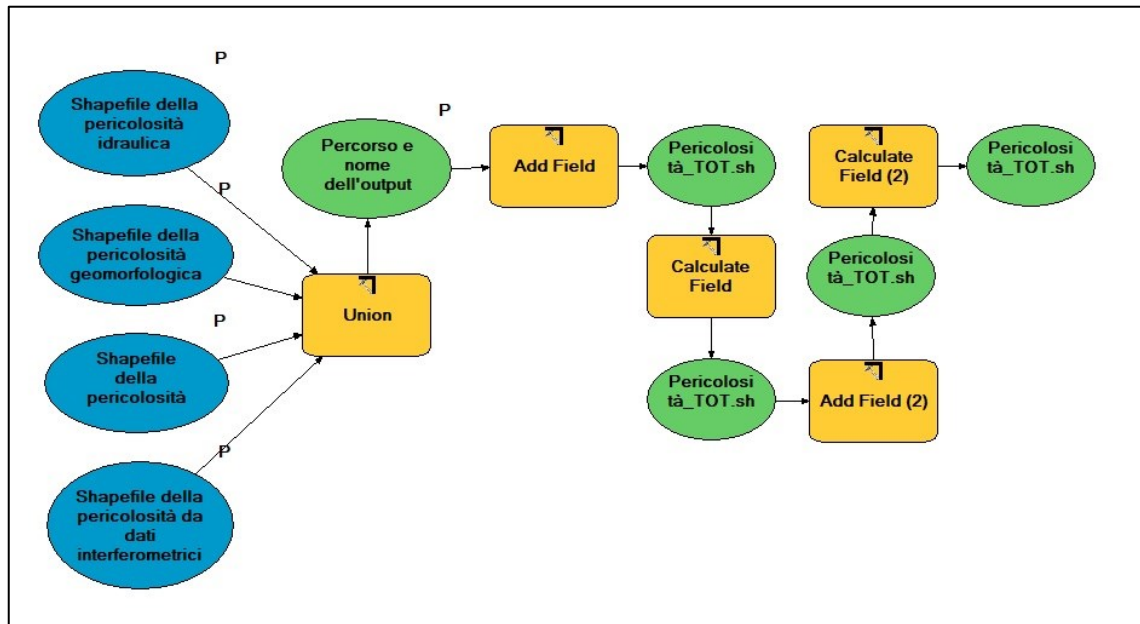 P
Shapefile della
pericolosità
idraulica
P
Shapefile della
pericolosità
geomorfologica
P
Shapefile
della
pericolosità
P
Shapefile della
pericolosità da
dati
interferometrici
Union
P
Percorso e
nome
dell'output
Add Field
Pericolosi
tà_TOT.sh
Calculate
Field
Pericolosi
tà_TOT.sh
Add Field (2)
Pericolosi
tà_TOT.sh
Calculate
Field (2)
Pericolosi
tà_TOT.sh